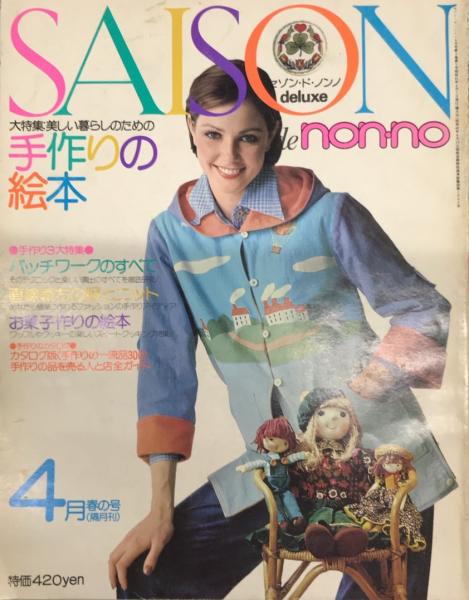 SAISON
セゾン・ド・ノンノ
deluxe
de non·no
大特集:美しい暮らしのための
手作りの
絵本
●手作り3大特集●
パッチワークのすべて
お菓子作りの絵本
カタログ版〈手作りの一流品30
手作りの品を売る人と店全ガイド
4月 春の号
(隔月刊)
特価420yen